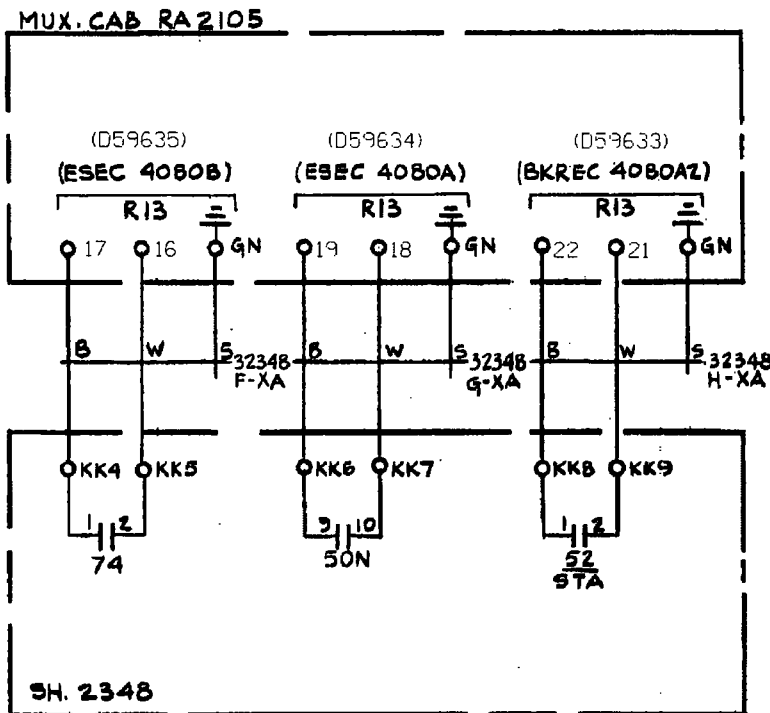 MUX. CAB RA2105
(D59635) (D59634) (D59633)
(ESEC 4080B) (ESEC 4080A) (BKREC 4080A2)
R13 R13 R13
17 16 GN 19 18 GN 22 21 GN
B W S 32348 B W S 32348 B W S 32348
F-XA G-XA H-XA
KK4 KK5 KK6 KK7 KK8 KK9
1 2 9 10 1 2
74 50N 52
STA
SH. 2348